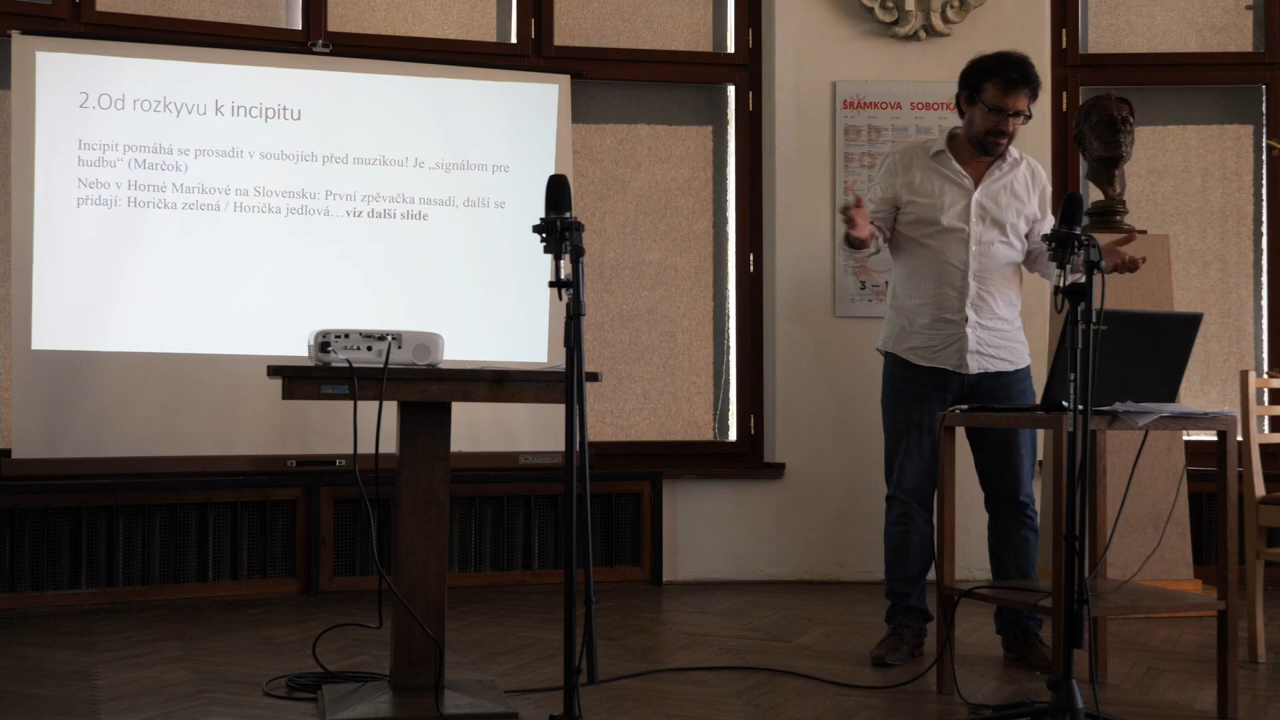 2.Od rozkyvu k incipitu
Incipit pomáhá se prosadit v soubojích před muzikou! Je „signálom pre
hudbu“ (Marčok)
Nebo v Horné Marikové na Slovensku: První zpěvačka nasadí, další se
přidají: Horička zelená / Horička jedlová…viz další slide
ŠRÁMKOVA SOBOTKA